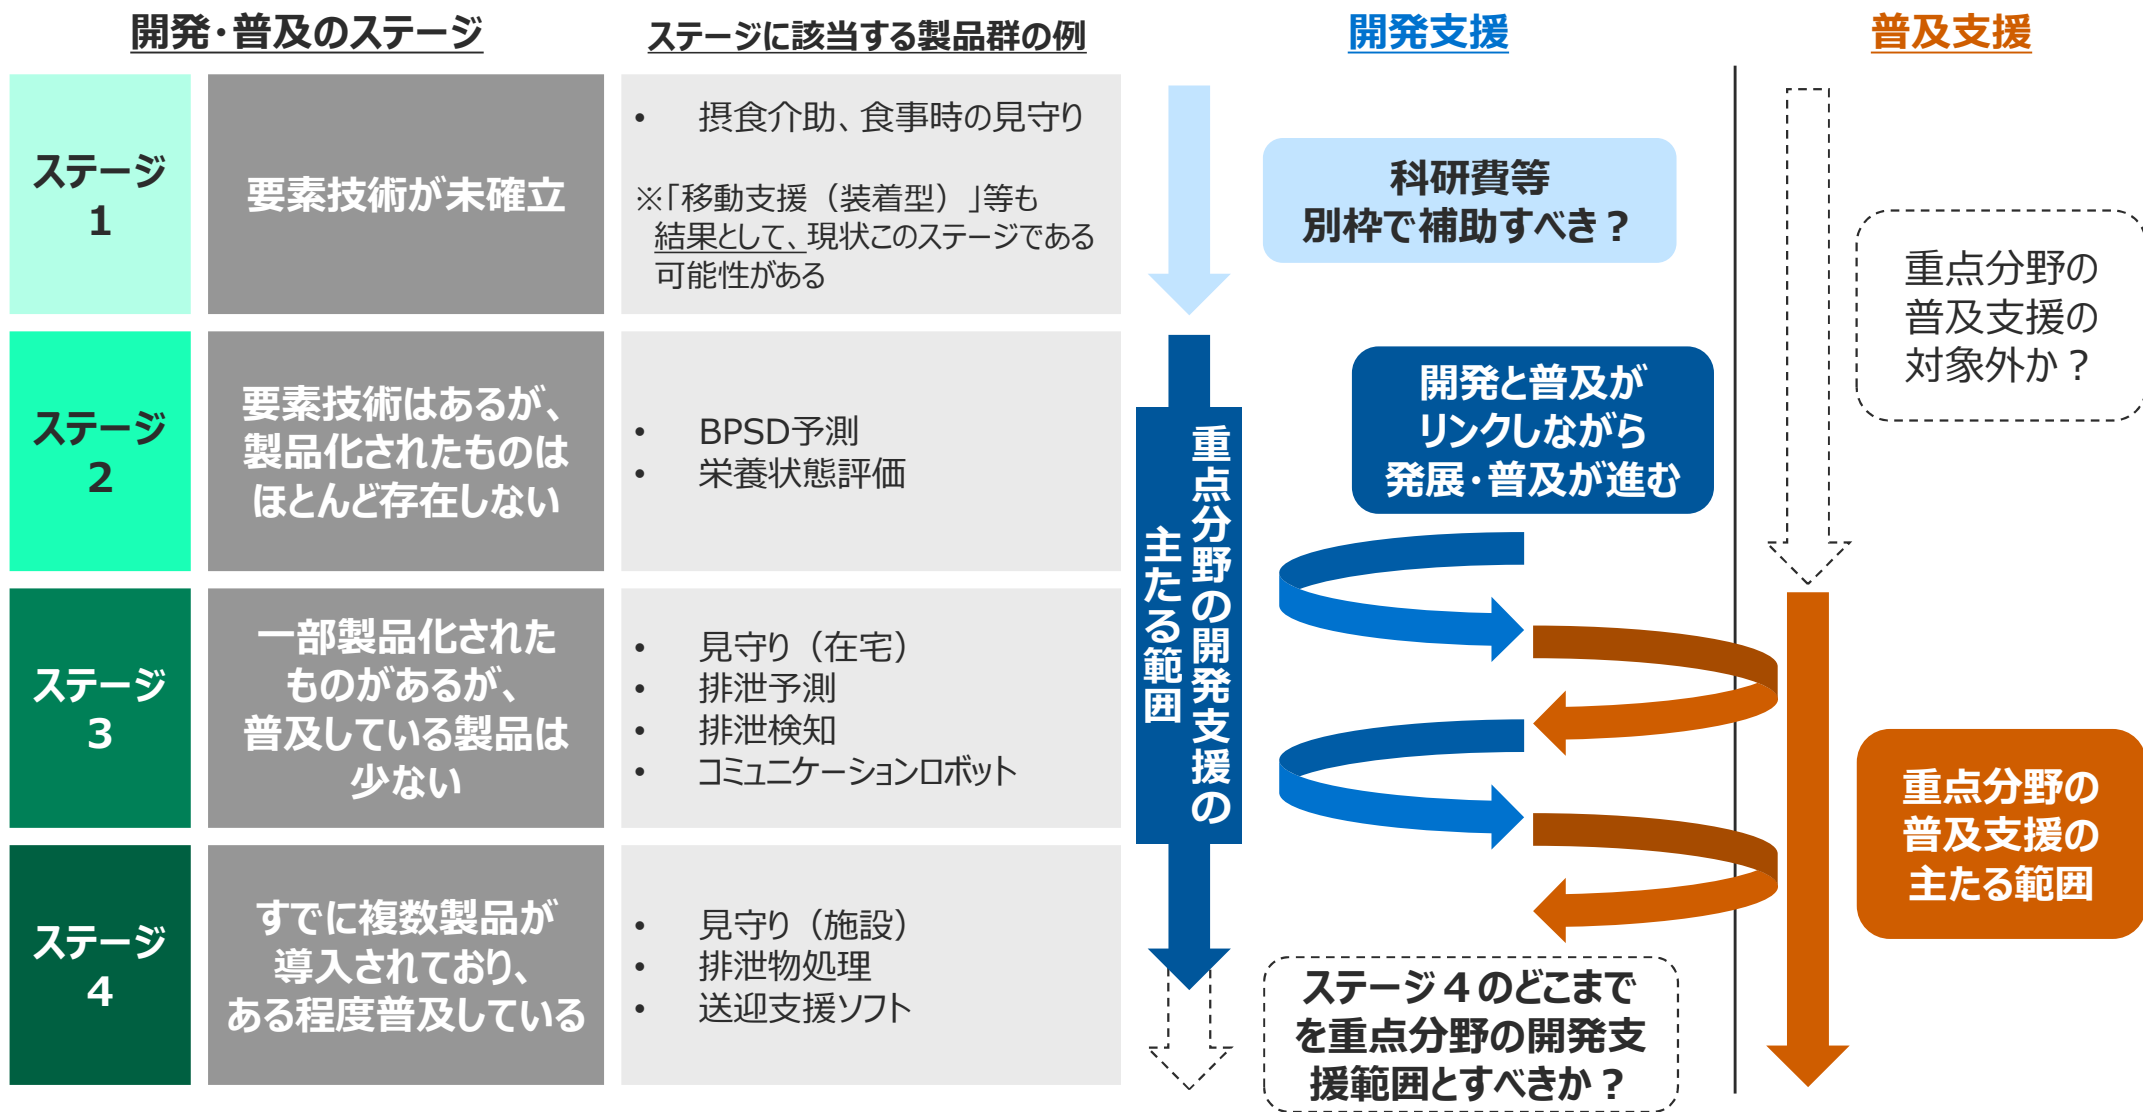 開発・普及のステージ
ステージに該当する製品群の例
開発支援
普及支援
ステージ
1
要素技術が未確立
• 摂食介助、食事時の見守り
※「移動支援（装着型）」等も
結果として、現状このステージである
可能性がある
科研費等
別枠で補助すべき？
重点分野の
普及支援の
対象外か？
ステージ
2
要素技術はあるが、
製品化されたものは
ほとんど存在しない
• BPSD予測
• 栄養状態評価
重点分野の開発支援の
主たる範囲
開発と普及が
リンクしながら
発展・普及が進む
ステージ
3
一部製品化された
ものがあるが、
普及している製品は
少ない
• 見守り（在宅）
• 排泄予測
• 排泄検知
• コミュニケーションロボット
重点分野の
普及支援の
主たる範囲
ステージ
4
すでに複数製品が
導入されており、
ある程度普及している
• 見守り（施設）
• 排泄物処理
• 送迎支援ソフト
ステージ４のどこまで
を重点分野の開発支
援範囲とすべきか？